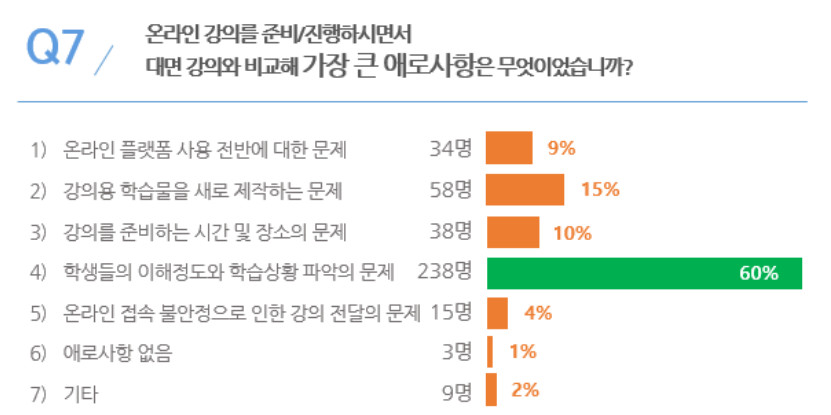 Q7
온라인 강의를 준비/진행하시면서
대면 강의와 비교해 가장 큰 애로사항은 무엇이었습니까?
1) 온라인 플랫폼 사용 전반에 대한 문제 34명 9%
2) 강의용 학습물을 새로 제작하는 문제 58명 15%
3) 강의를 준비하는 시간 및 장소의 문제 38명 10%
4) 학생들의 이해정도와 학습상황 파악의 문제 238명 60%
5) 온라인 접속 불안정으로 인한 강의 전달의 문제 15명 4%
6) 애로사항 없음 3명 1%
7) 기타 9명 2%